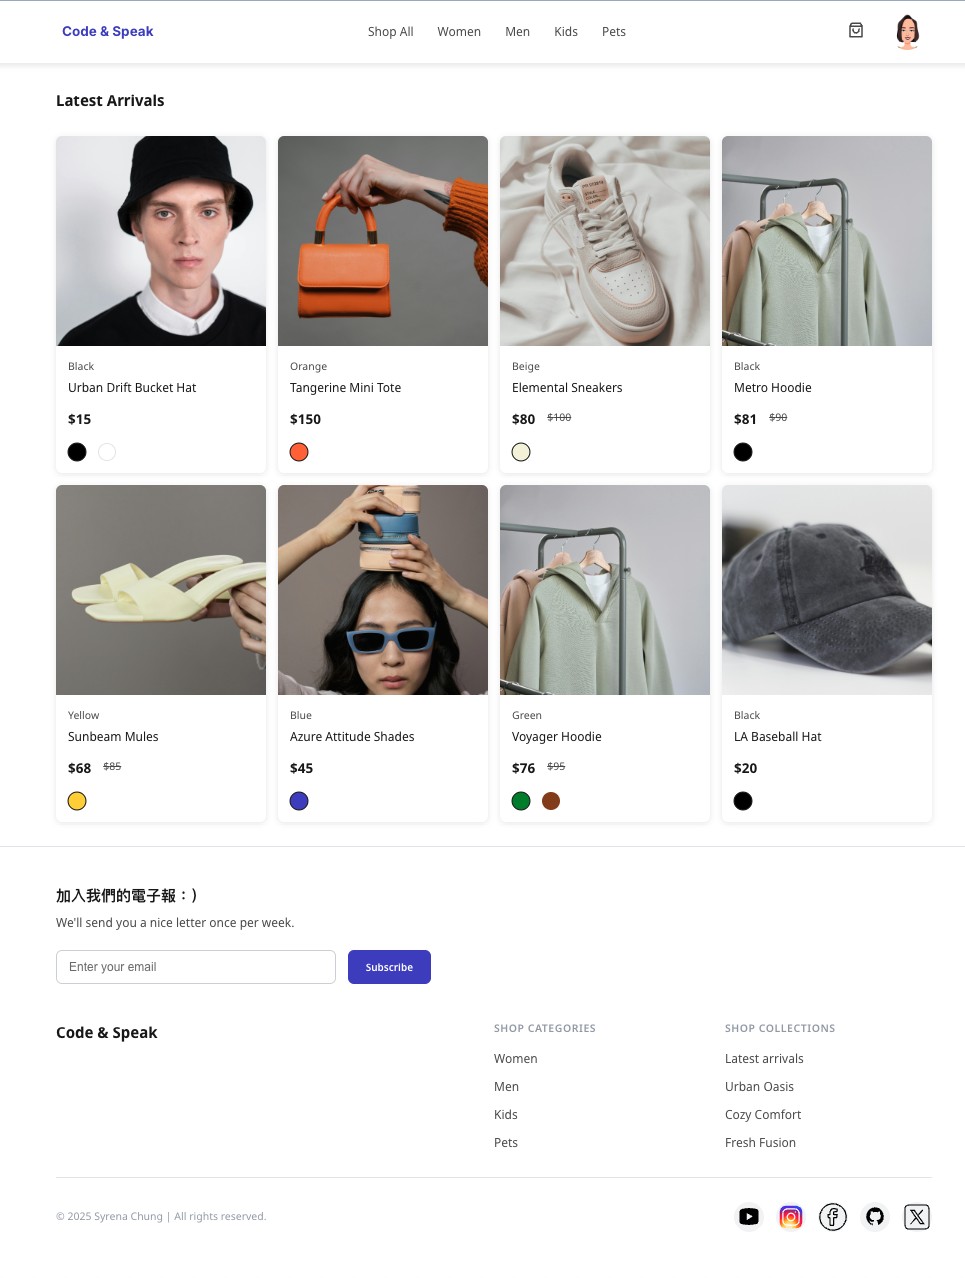 Code & Speak
Shop All
Women
Men
Kids
Pets
Latest Arrivals
Black
Urban Drift Bucket Hat
$15
Orange
Tangerine Mini Tote
$150
Beige
Elemental Sneakers
$80 $100
Black
Metro Hoodie
$81 $90
Yellow
Sunbeam Mules
$68 $85
Blue
Azure Attitude Shades
$45
Green
Voyager Hoodie
$76 $95
Black
LA Baseball Hat
$20
加入我們的電子報：)
We'll send you a nice letter once per week.
Enter your email
Subscribe
Code & Speak
SHOP CATEGORIES
Women
Men
Kids
Pets
SHOP COLLECTIONS
Latest arrivals
Urban Oasis
Cozy Comfort
Fresh Fusion
© 2025 Syrena Chung | All rights reserved.